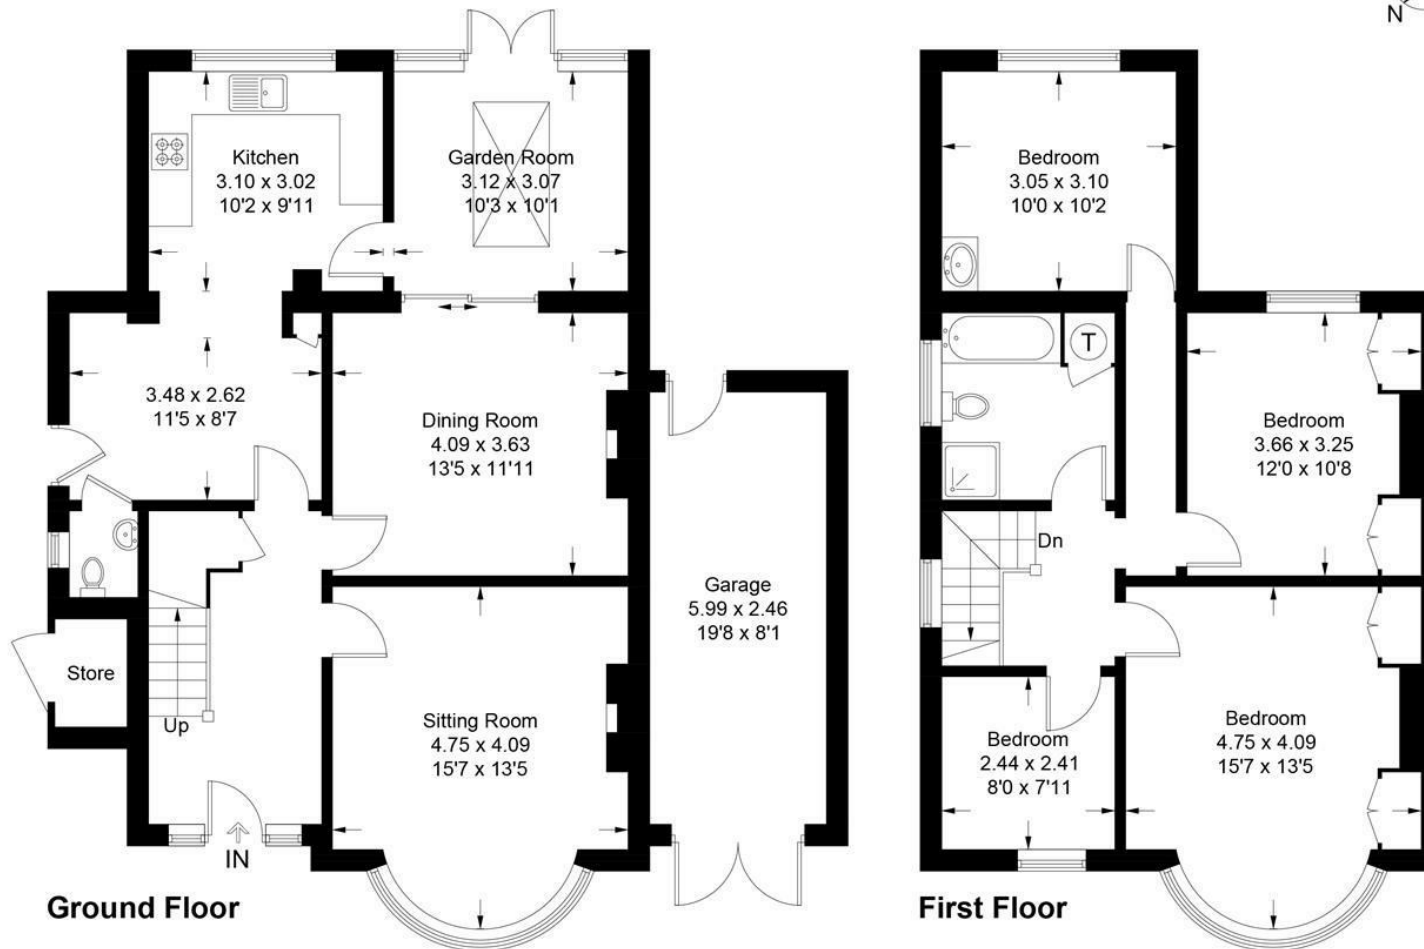 N
Kitchen
3.10 x 3.02
10'2 x 9'11
Garden Room
3.12 x 3.07
10'3 x 10'1
3.48 x 2.62
11'5 x 8'7
Dining Room
4.09 x 3.63
13'5 x 11'11
Garage
5.99 x 2.46
19'8 x 8'1
Store
Up
Sitting Room
4.75 x 4.09
15'7 x 13'5
IN
Ground Floor
Bedroom
3.05 x 3.10
10'0 x 10'2
T
Bedroom
3.66 x 3.25
12'0 x 10'8
Dn
Bedroom
2.44 x 2.41
8'0 x 7'11
Bedroom
4.75 x 4.09
15'7 x 13'5
First Floor